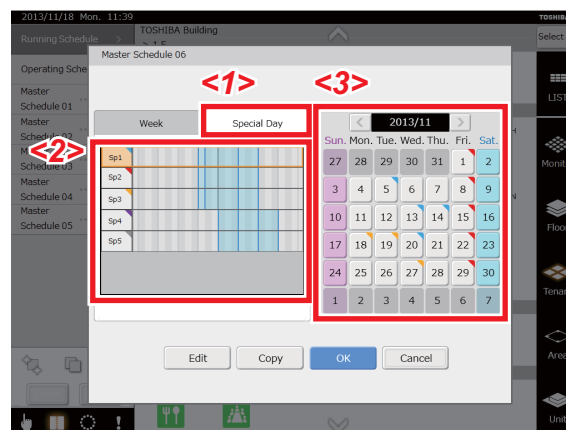 2013/11/18 Mon. 11:39
TOSHIBA
Running Schedule >
TOSHIBA Building
> 1 F
Select
Operating Sche
Master Schedule 06
<1>
<3>
<2>
Master
Schedule 01
Master
Schedule 02
Schedule 03
Master
Schedule 04
Master
Schedule 05
Week
Special Day
Sp1
Sp2
Sp3
Sp4
Sp5
< 2013/11 >
Sun. Mon. Tue. Wed. Thu. Fri. Sat.
27 28 29 30 31 1 2
3 4 5 6 7 8 9
10 11 12 13 14 15 16
17 18 19 20 21 22 23
24 25 26 27 28 29 30
1 2 3 4 5 6 7
Edit
Copy
OK
Cancel
LIST
Monit
Floo
Tena
Area
Unit